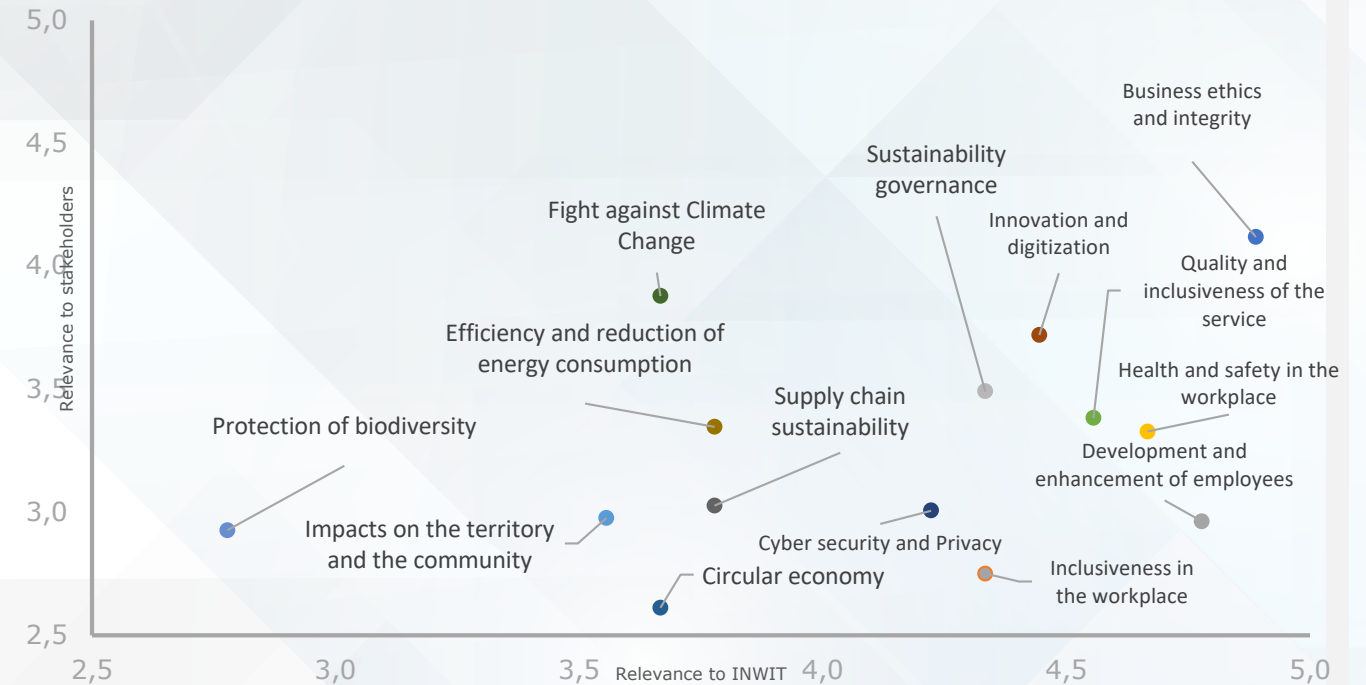 5,0
4,5
4,0
3,5
3,0
2,5
Relevance to stakeholders
Business ethics
and integrity
Sustainability
governance
Fight against Climate
Change
Innovation and
digitization
Quality and
inclusiveness of the
service
Efficiency and reduction of
energy consumption
Health and safety in the
workplace
Supply chain
sustainability
Protection of biodiversity
Development and
enhancement of employees
Impacts on the territory
and the community
Cyber security and Privacy
Circular economy
Inclusiveness in
the workplace
2,5
3,0
3,5
Relevance to INWIT
4,0
4,5
5,0